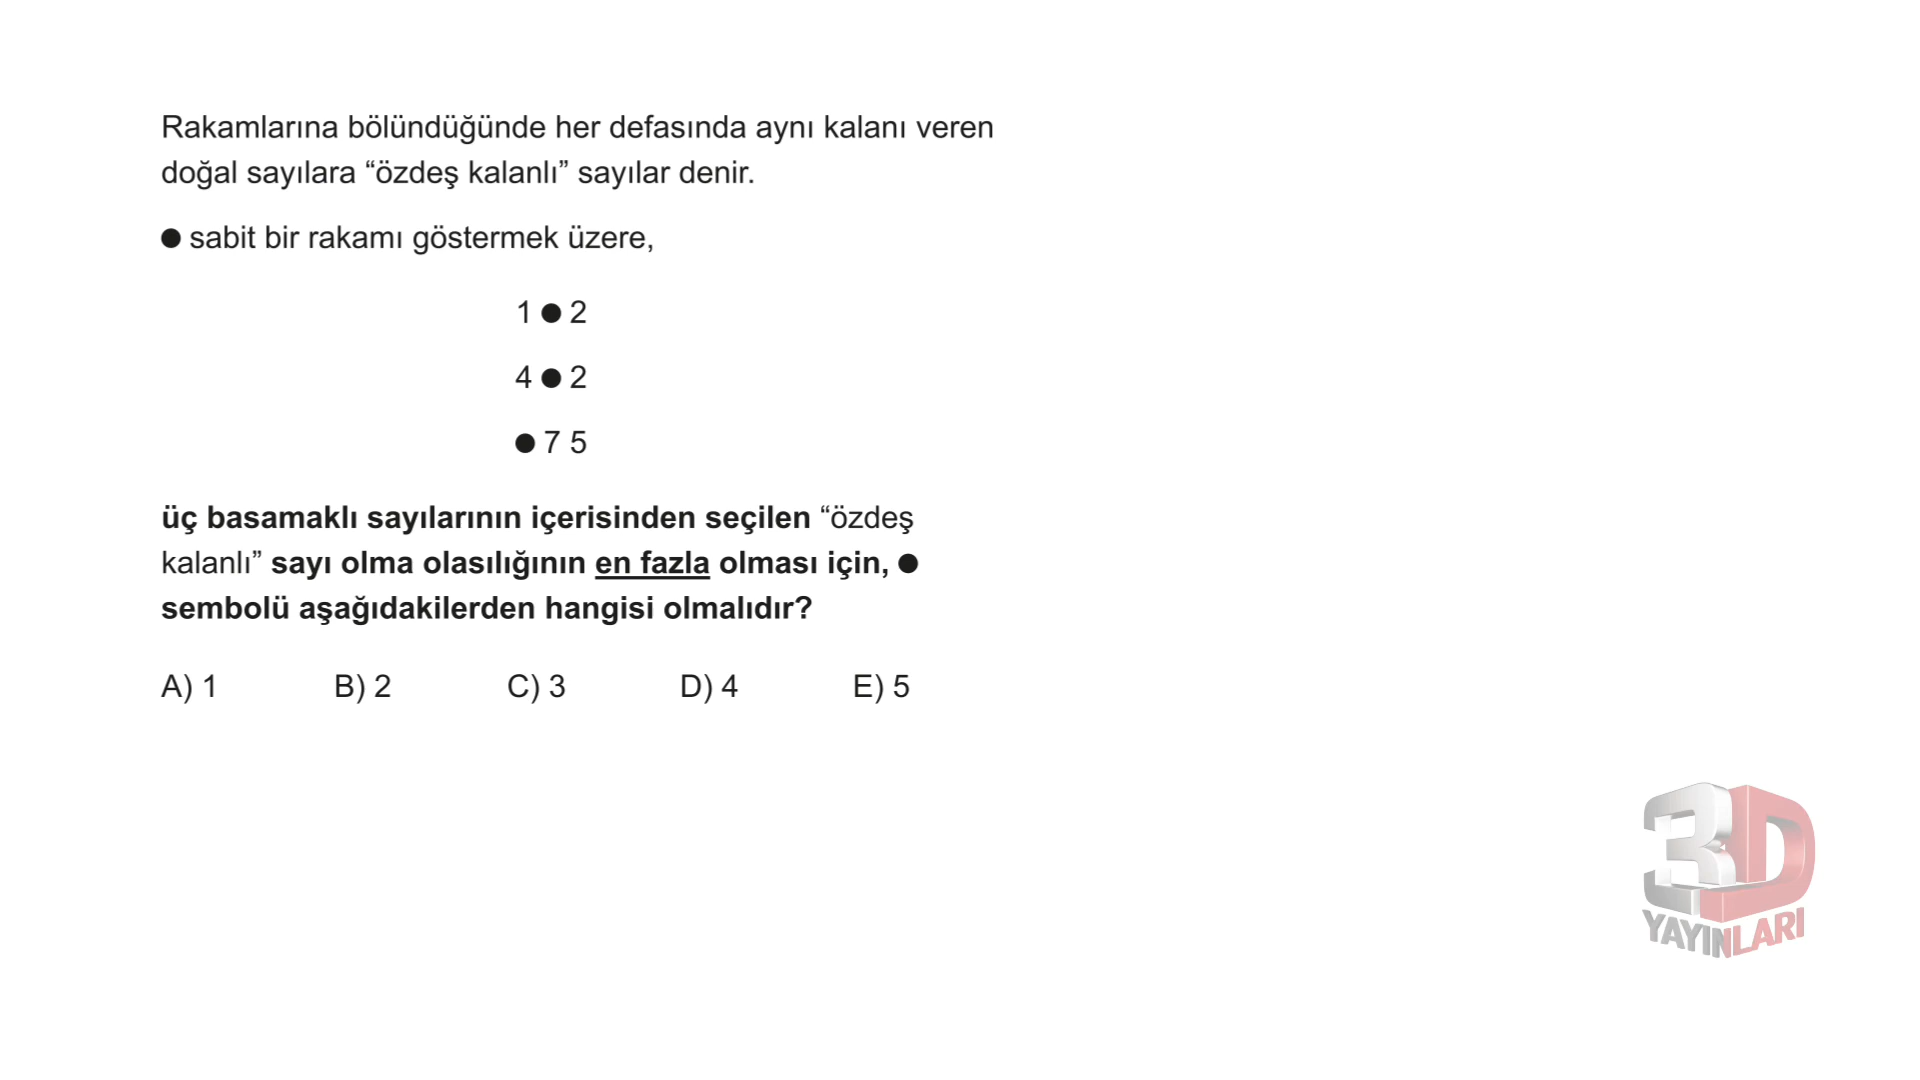 Rakamlarına bölündüğünde her defasında aynı kalanı veren
doğal sayılara “özdeş kalanlı” sayılar denir.
● sabit bir rakamı göstermek üzere,
1 ● 2
4 ● 2
● 7 5
üç basamaklı sayılarının içerisinden seçilen “özdeş
kalanlı” sayı olma olasılığının en fazla olması için, ●
sembolü aşağıdakilerden hangisi olmalıdır?
A) 1 B) 2 C) 3 D) 4 E) 5
3D
YAYINLARI